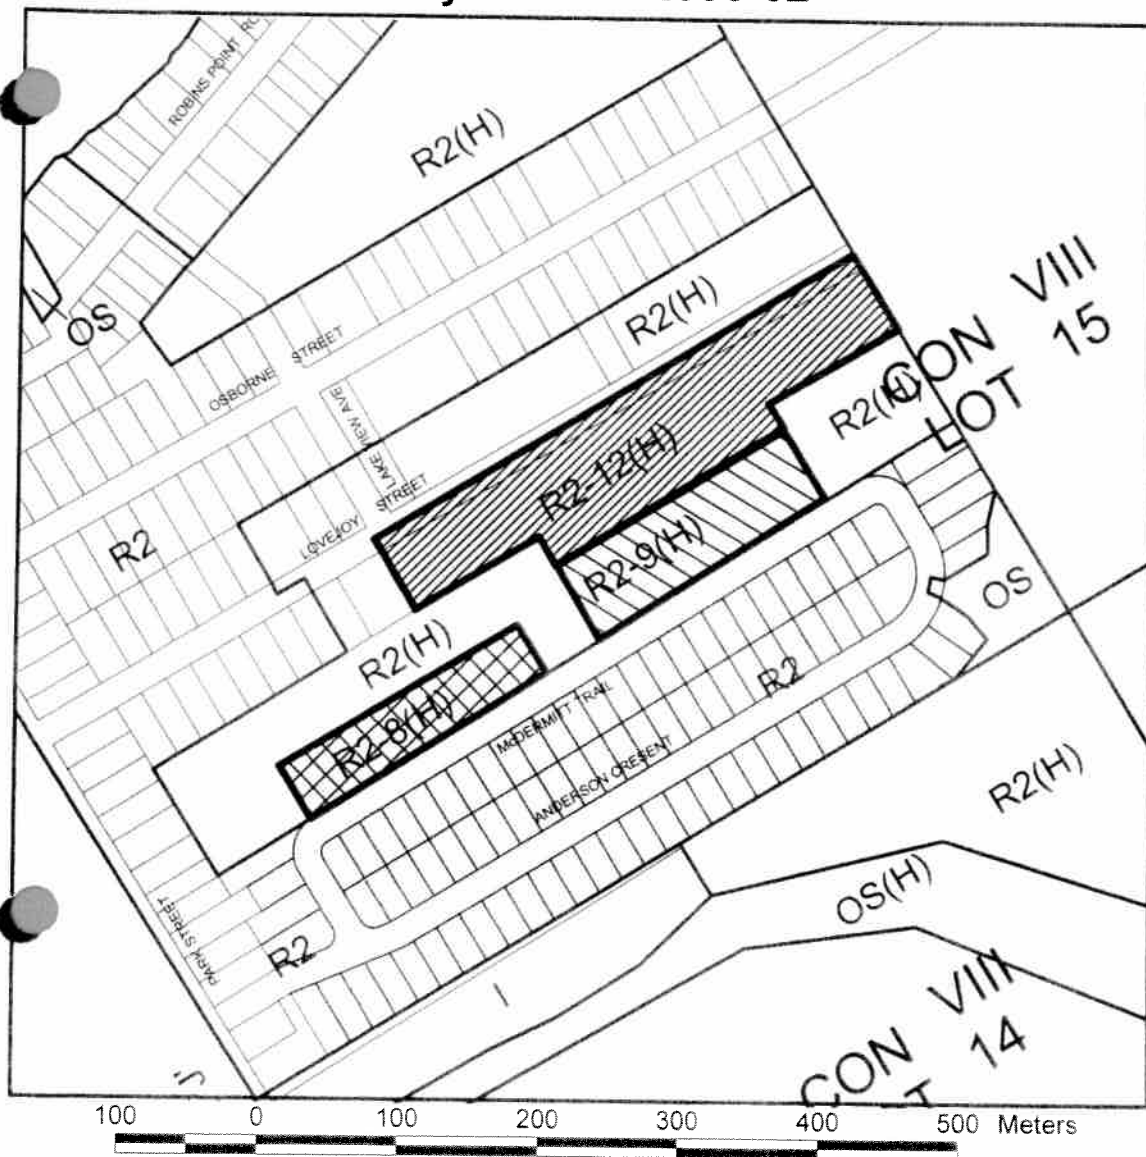 ROBINS POINT
R2(H)
VIII
CON
15
LOT
OS
R2(H)
STREET
OSBORNE
LAKE VIEW AVE
R2(H)
R2-12(H)
STREET
LOVEJOY
R2
R2-9(H)
OS
R2(H)
R2
R2-8(H)
McDERMITT TRAIL
ANDERSON CRESENT
R2(H)
OS(H)
PARK STREET
R2
VIII
CON
14
100 0 100 200 300 400 500 Meters